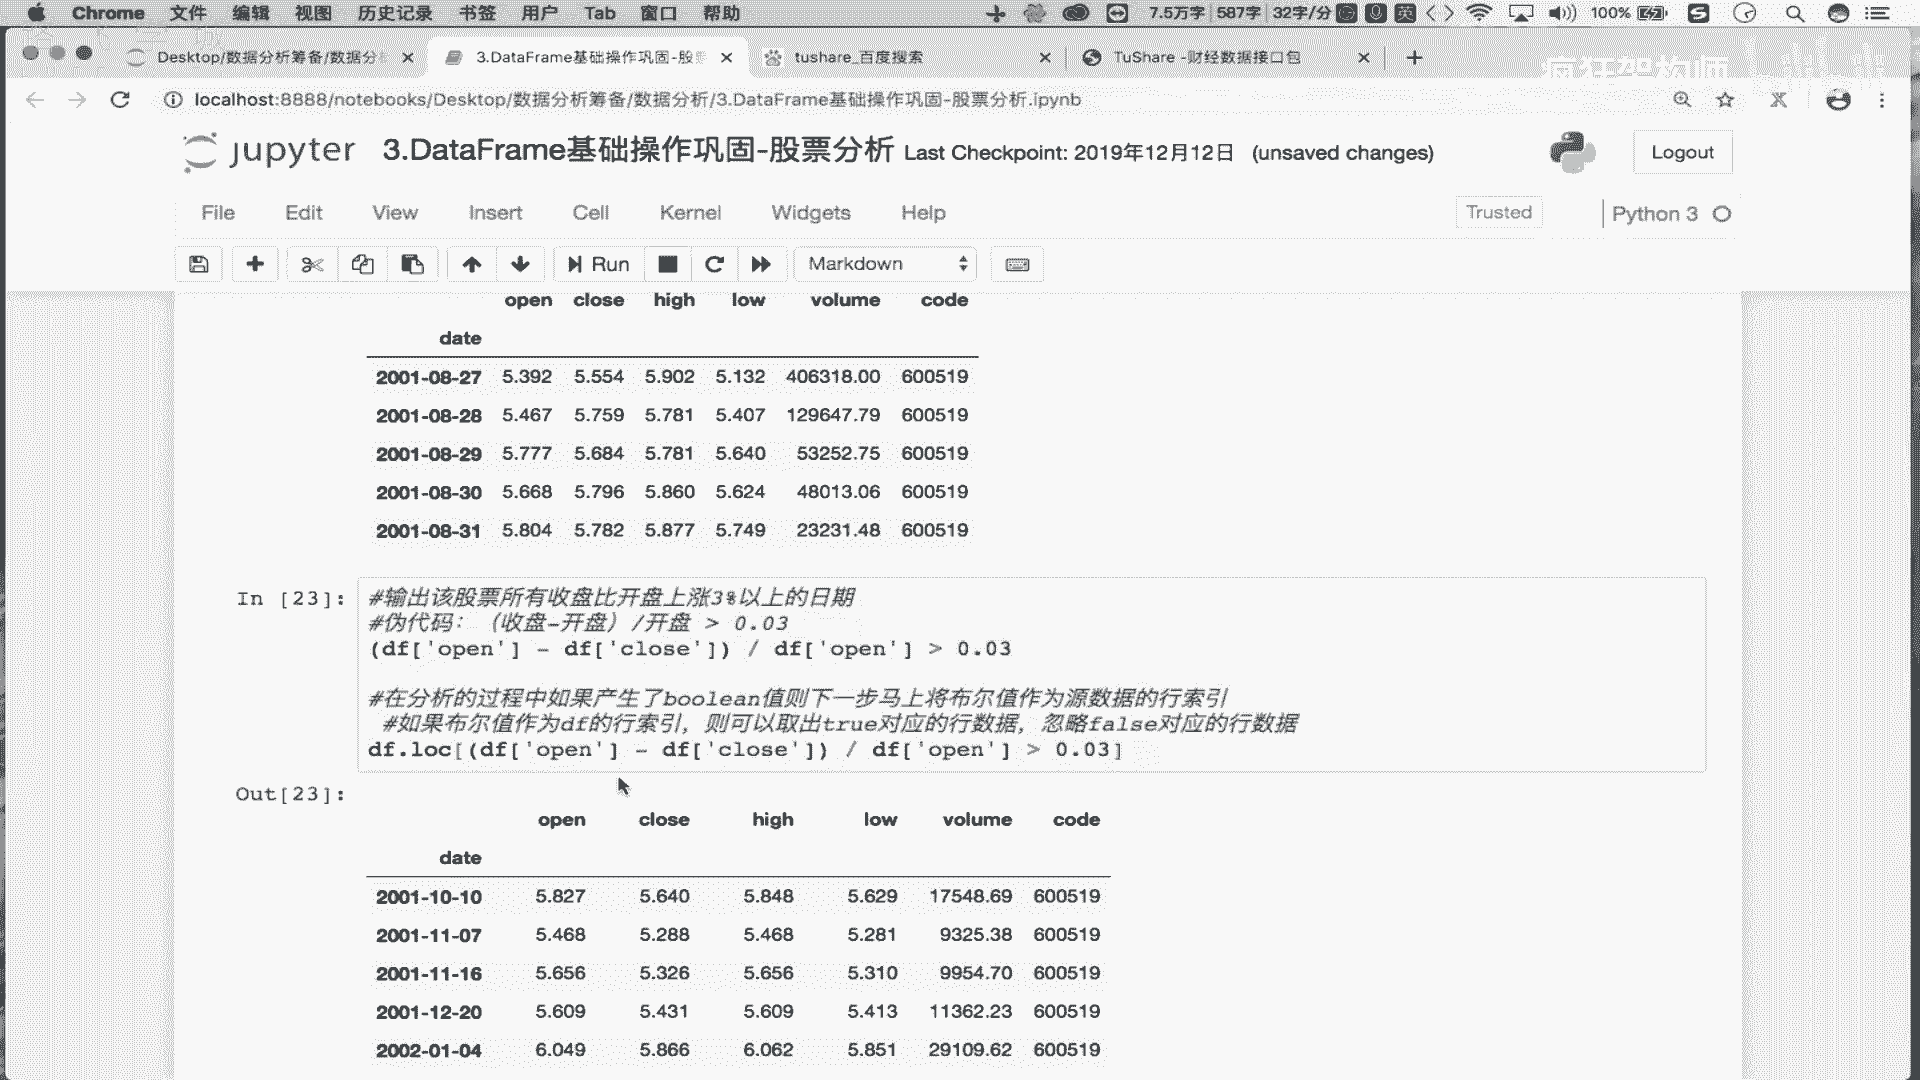 Chrome 文件 编辑 视图 历史记录 书签 用户 Tab 窗口 帮助 7.5万字 587字 32字/分 英 100%
Desktop/数据分析筹备/数据分析 3.DataFrame基础操作巩固-股票 tushare_百度搜索 TuShare -财经数据接口包
疯狂架构师
localhost:8888/notebooks/Desktop/数据分析筹备/数据分析/3.DataFrame基础操作巩固-股票分析.ipynb
jupyter 3.DataFrame基础操作巩固-股票分析 Last Checkpoint: 2019年12月12日 (unsaved changes) Logout
File Edit View Insert Cell Kernel Widgets Help Trusted Python 3
Run Markdown
open close high low volume code
date
2001-08-27 5.392 5.554 5.902 5.132 406318.00 600519
2001-08-28 5.467 5.759 5.781 5.407 129647.79 600519
2001-08-29 5.777 5.684 5.781 5.640 53252.75 600519
2001-08-30 5.668 5.796 5.860 5.624 48013.06 600519
2001-08-31 5.804 5.782 5.877 5.749 23231.48 600519
In [23]: #输出该股票所有收盘比开盘上涨3%以上的日期
#伪代码：（收盘-开盘）/开盘 > 0.03
(df['open'] - df['close']) / df['open'] > 0.03
#在分析的过程中如果产生了boolean值则下一步马上将布尔值作为源数据的行索引
#如果布尔值作为df的行索引，则可以取出true对应的行数据，忽略false对应的行数据
df.loc[(df['open'] - df['close']) / df['open'] > 0.03]
Out[23]:
open close high low volume code
date
2001-10-10 5.827 5.640 5.848 5.629 17548.69 600519
2001-11-07 5.468 5.288 5.468 5.281 9325.38 600519
2001-11-16 5.656 5.326 5.656 5.310 9954.70 600519
2001-12-20 5.609 5.431 5.609 5.413 11362.23 600519
2002-01-04 6.049 5.866 6.062 5.851 29109.62 600519